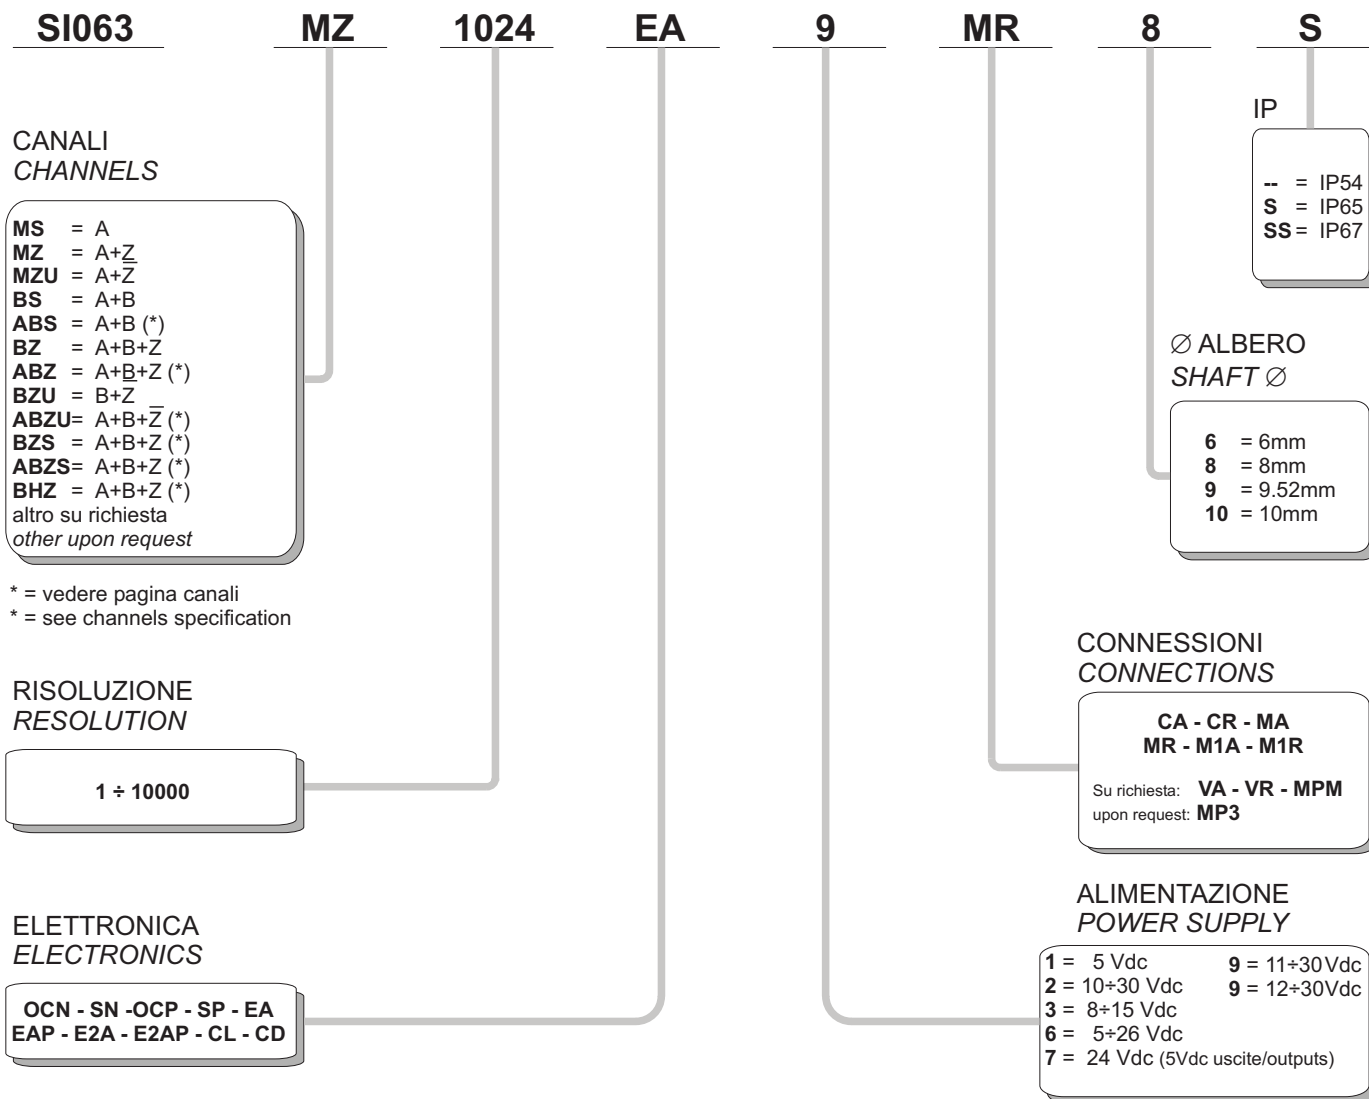 SI063 MZ 1024 EA 9 MR 8 S
CANALI
CHANNELS
MS = A
MZ = A+Z
MZU = A+Z̅
BS = A+B
ABS = A+B (*)
BZ = A+B+Z
ABZ = A+B+Z (*)
BZU = B+Z̅
ABZU= A+B+Z̅ (*)
BZS = A+B+Z (*)
ABZS= A+B+Z (*)
BHZ = A+B+Z (*)
altro su richiesta
other upon request
* = vedere pagina canali
* = see channels specification
RISOLUZIONE
RESOLUTION
1 ÷ 10000
ELETTRONICA
ELECTRONICS
OCN - SN -OCP - SP - EA
EAP - E2A - E2AP - CL - CD
IP
-- = IP54
S = IP65
SS = IP67
∅ ALBERO
SHAFT ∅
6 = 6mm
8 = 8mm
9 = 9.52mm
10 = 10mm
CONNESSIONI
CONNECTIONS
CA - CR - MA
MR - M1A - M1R
Su richiesta: VA - VR - MPM
upon request: MP3
ALIMENTAZIONE
POWER SUPPLY
1 = 5 Vdc 9 = 11÷30Vdc
2 = 10÷30 Vdc 9 = 12÷30Vdc
3 = 8÷15 Vdc
6 = 5÷26 Vdc
7 = 24 Vdc (5Vdc uscite/outputs)